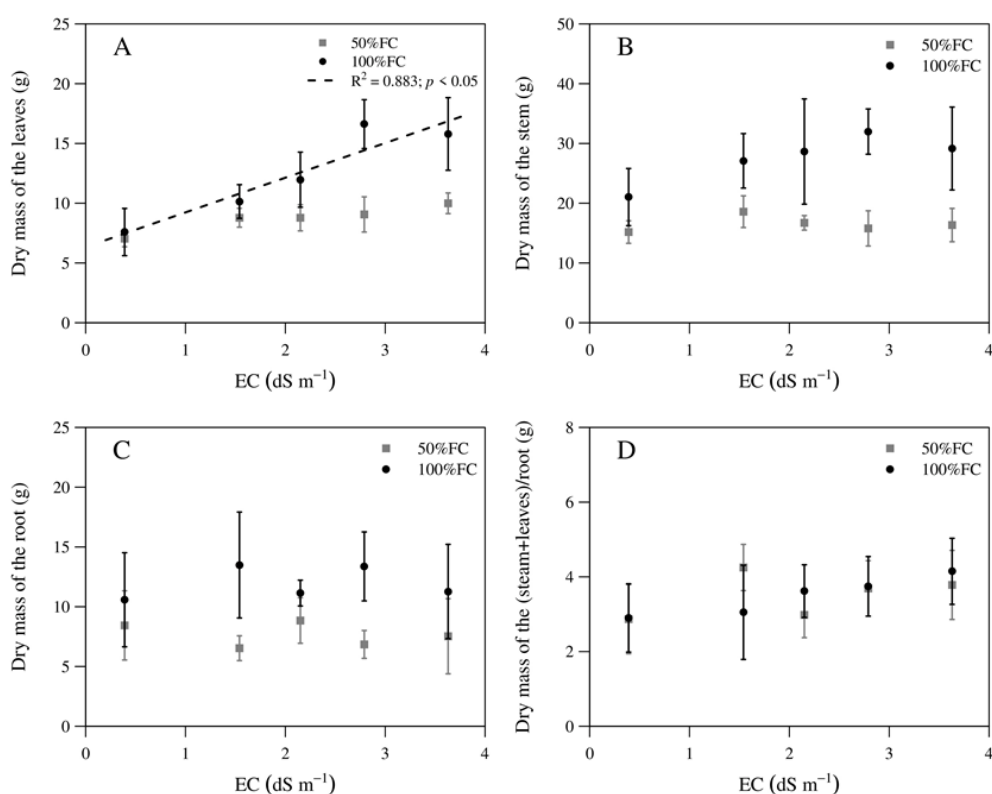 A
50%FC
100%FC
R² = 0.883; p < 0.05
Dry mass of the leaves (g)
25
20
15
10
5
0
0 1 2 3 4
EC (dS m⁻¹)
B
50%FC
100%FC
Dry mass of the stem (g)
50
40
30
20
10
0
0 1 2 3 4
EC (dS m⁻¹)
C
50%FC
100%FC
Dry mass of the root (g)
25
20
15
10
5
0
0 1 2 3 4
EC (dS m⁻¹)
D
50%FC
100%FC
Dry mass of the (steam+leaves)/root (g)
8
6
4
2
0
0 1 2 3 4
EC (dS m⁻¹)